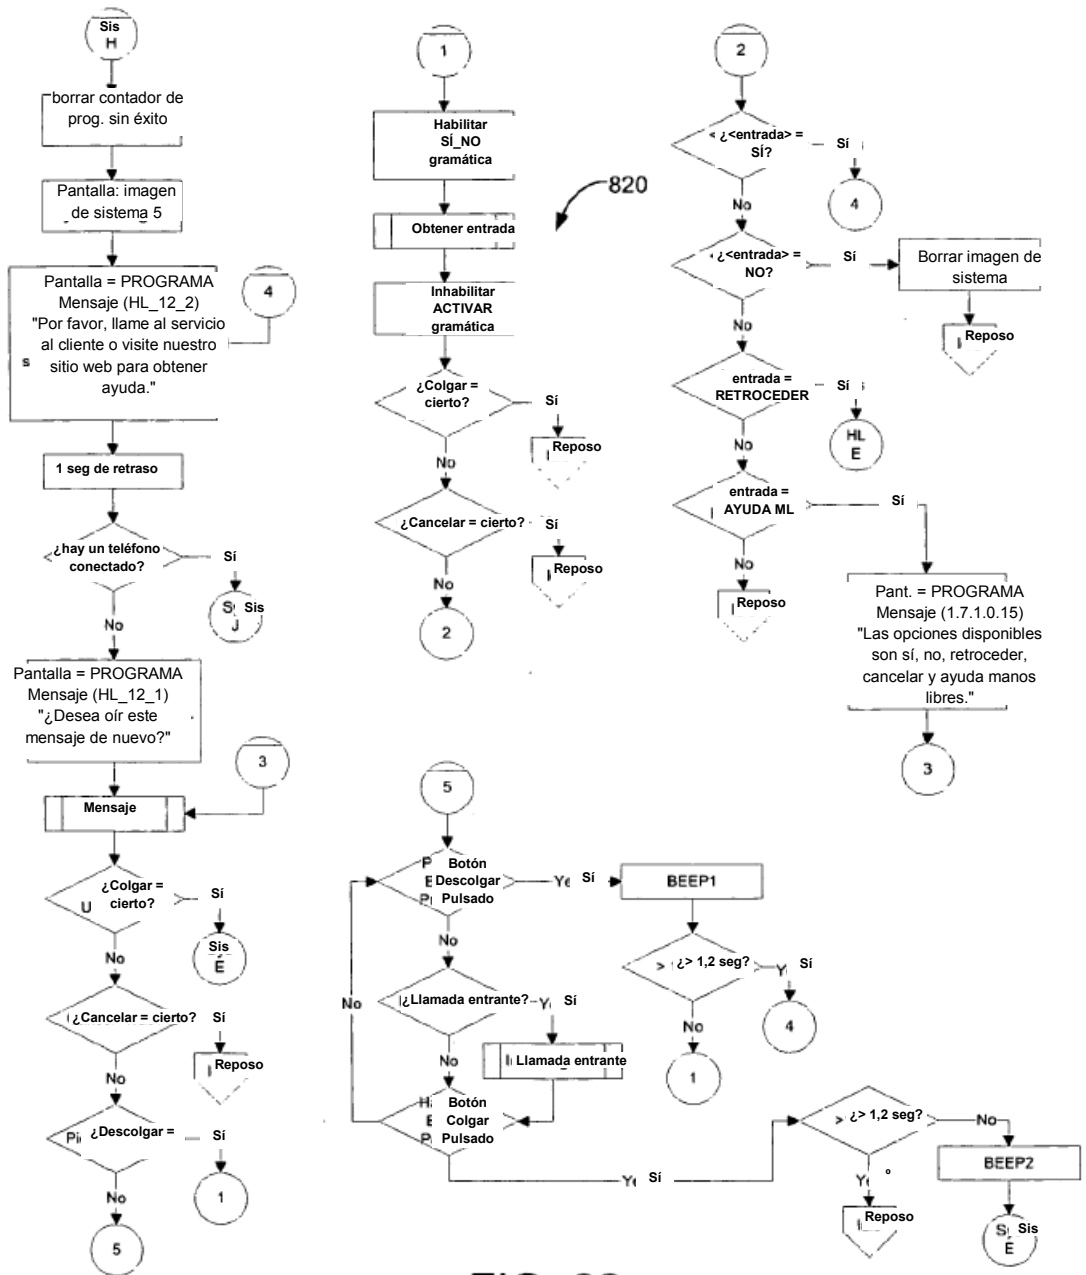 Sis
H
borrar contador de
prog. sin éxito
Pantalla: imagen
de sistema 5
Pantalla = PROGRAMA
Mensaje (HL_12_2)
"Por favor, llame al servicio
al cliente o visite nuestro
sitio web para obtener
ayuda."
s
4
1 seg de retraso
¿hay un teléfono
conectado?
Sí
Sis
J
No
Pantalla = PROGRAMA
Mensaje (HL_12_1)
"¿Desea oír este
mensaje de nuevo?"
3
Mensaje
¿Colgar =
cierto?
U
Sí
Sis
E
No
¿Cancelar = cierto?
Sí
Reposo
No
¿Descolgar =
Sí
1
No
5
1
Habilitar
SÍ_NO
gramática
Obtener entrada
Inhabilitar
ACTIVAR
gramática
¿Colgar =
cierto?
Sí
Reposo
No
¿Cancelar = cierto?
Sí
Reposo
No
2
820
2
¿<entrada> =
SÍ?
Sí
4
No
¿<entrada> =
NO?
Sí
Borrar imagen de
sistema
Reposo
No
entrada =
RETROCEDER
Sí
HL
E
No
entrada =
AYUDA ML
Sí
No
Reposo
Pant. = PROGRAMA
Mensaje (1.7.1.0.15)
"Las opciones disponibles
son sí, no, retroceder,
cancelar y ayuda manos
libres."
3
5
Botón
Descolgar
Pulsado
Sí
BEEP1
No
¿> 1,2 seg?
Sí
4
No
1
¿Llamada entrante?
Sí
Llamada entrante
No
No
Botón
Colgar
Pulsado
Sí
¿> 1,2 seg?
No
BEEP2
Sis
E
Reposo